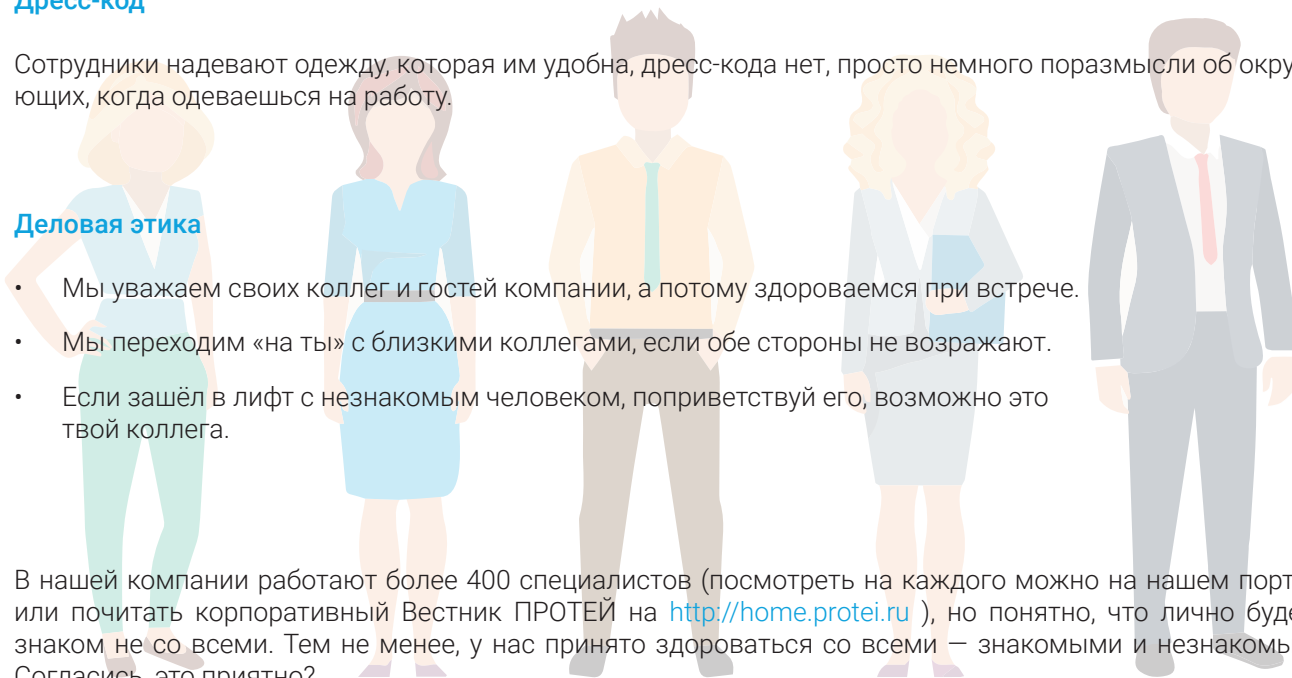 Дресс-код
Сотрудники надевают одежду, которая им удобна, дресс-кода нет, просто немного поразмысли об окру
ющих, когда одеваешься на работу.
Деловая этика
• Мы уважаем своих коллег и гостей компании, а потому здороваемся при встрече.
• Мы переходим «на ты» с близкими коллегами, если обе стороны не возражают.
• Если зашёл в лифт с незнакомым человеком, поприветствуй его, возможно это
твой коллега.
В нашей компании работают более 400 специалистов (посмотреть на каждого можно на нашем порт
или почитать корпоративный Вестник ПРОТЕЙ на http://home.protei.ru ), но понятно, что лично буде
знаком не со всеми. Тем не менее, у нас принято здороваться со всеми — знакомыми и незнакомы
Согласись, это приятно?